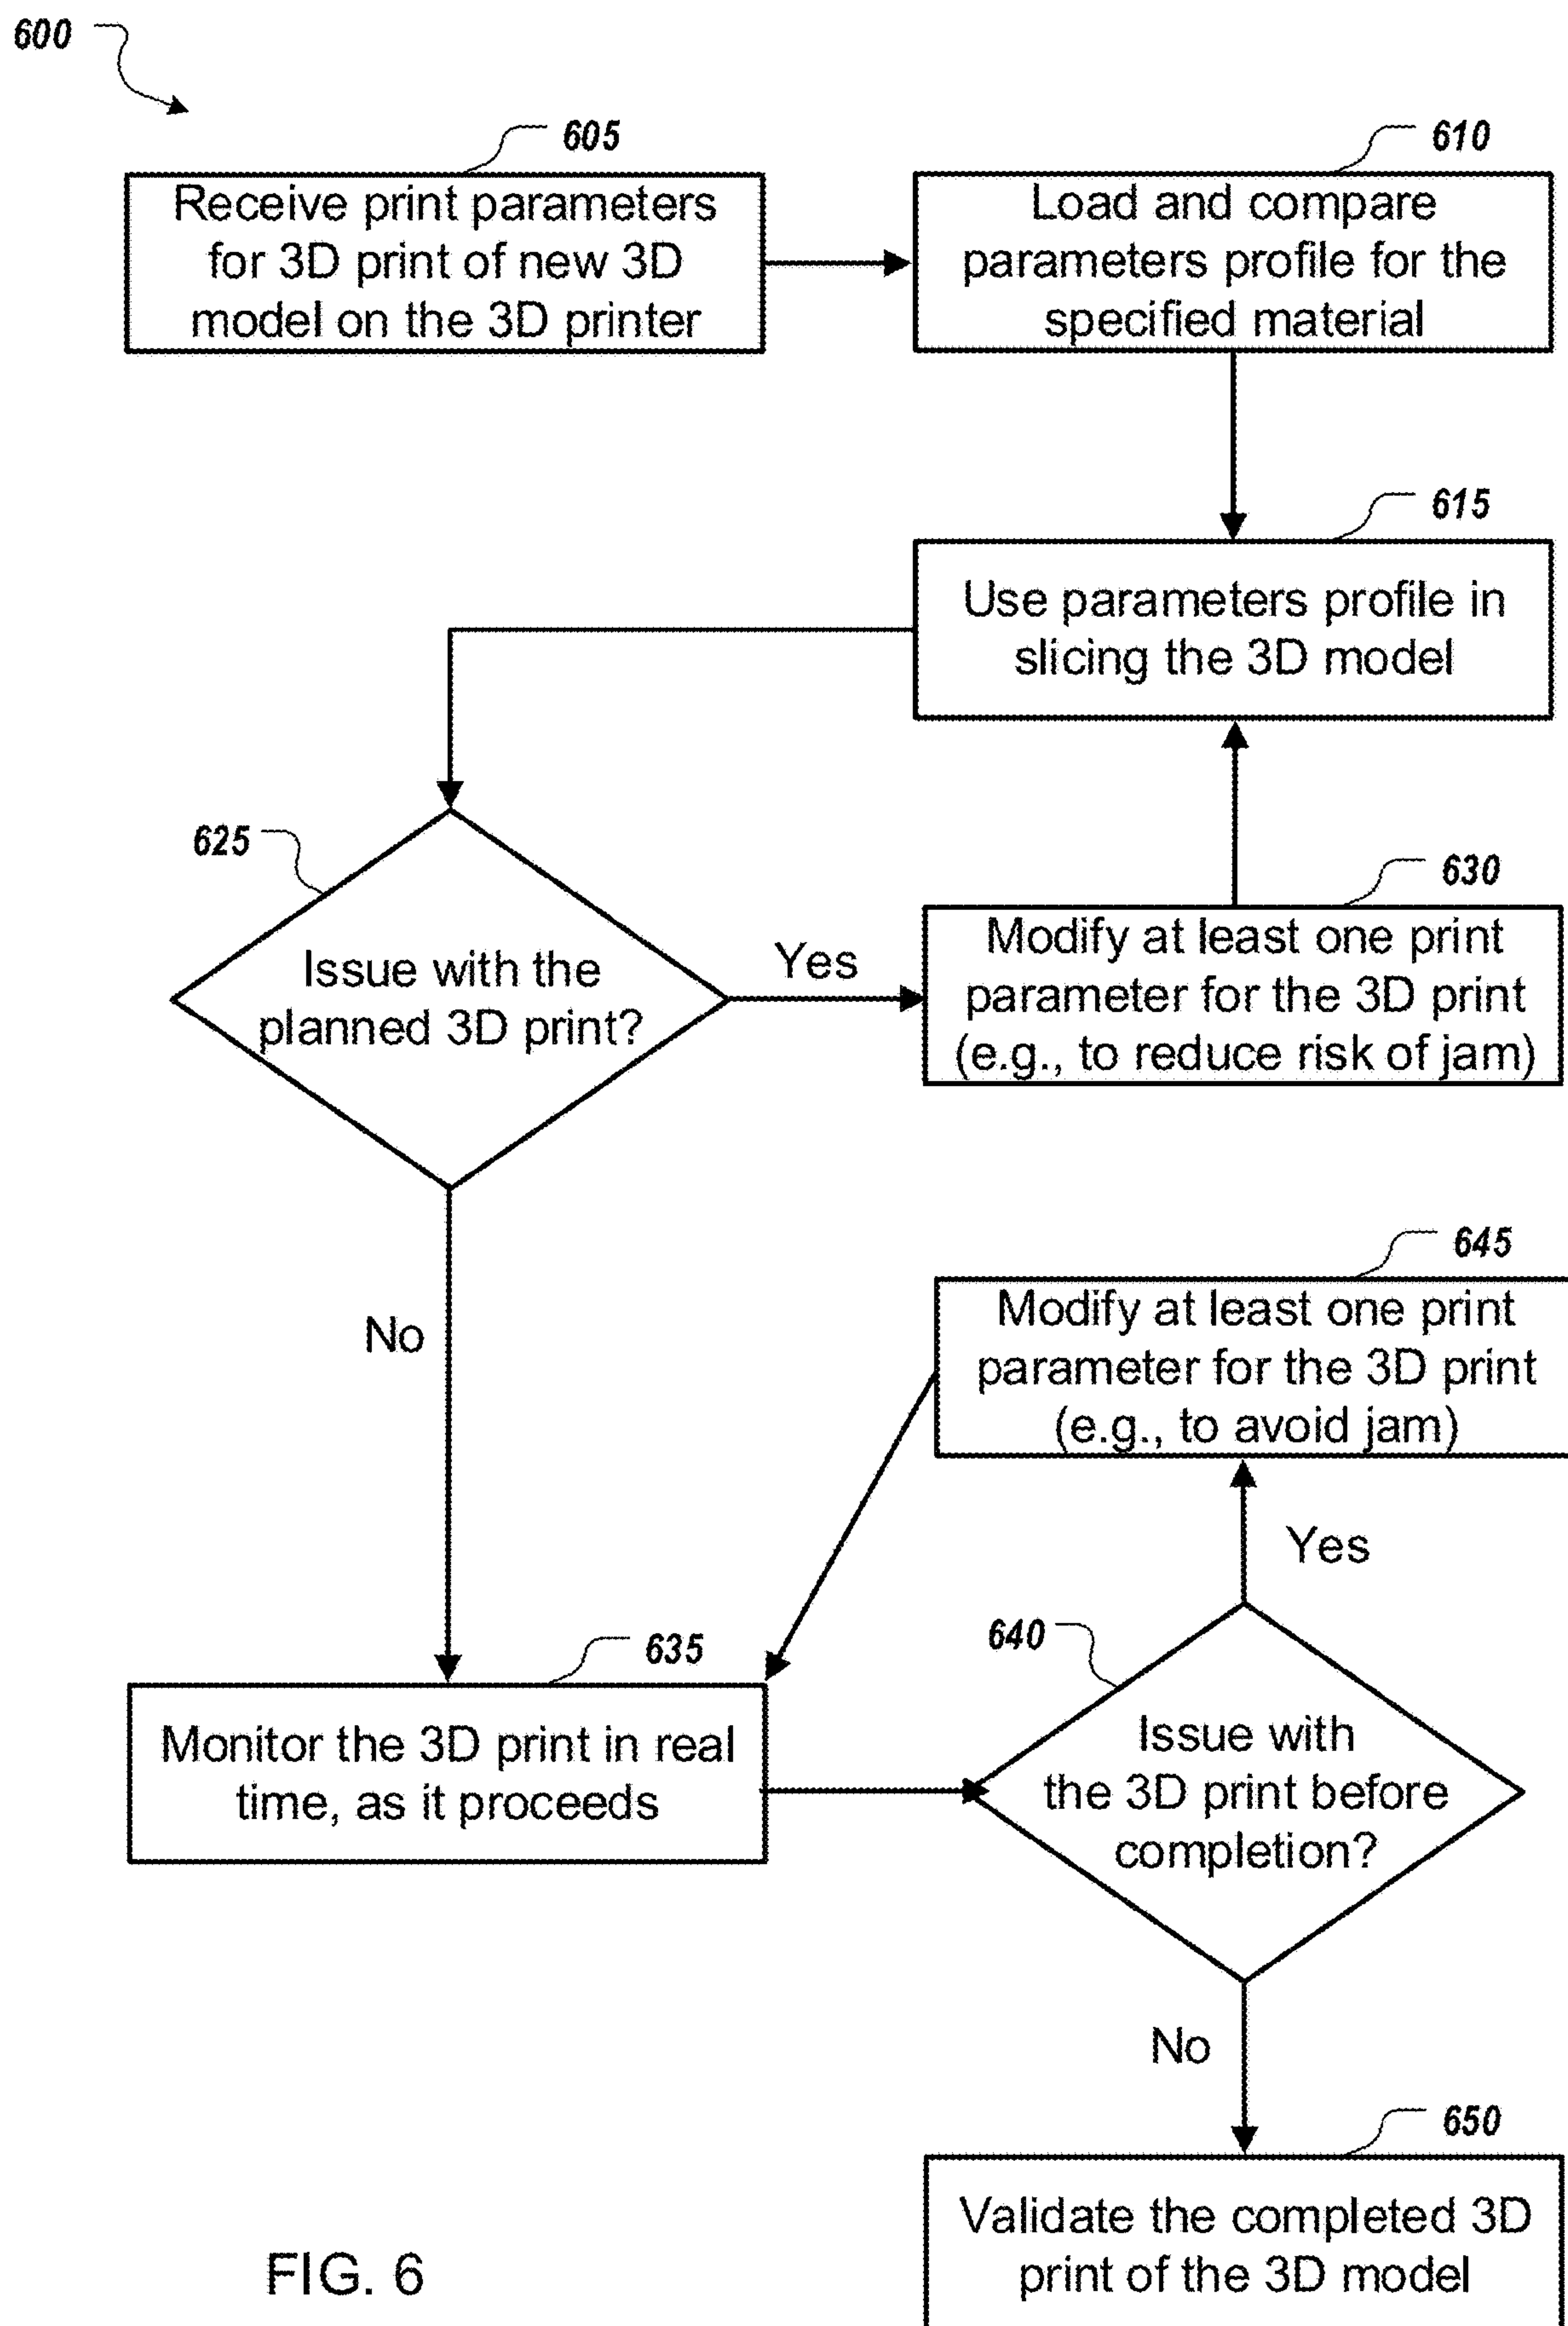 600
605
Receive print parameters
for 3D print of new 3D
model on the 3D printer
610
Load and compare
parameters profile for the
specified material
615
Use parameters profile in
slicing the 3D model
625
Issue with the
planned 3D print?
Yes
630
Modify at least one print
parameter for the 3D print
(e.g., to reduce risk of jam)
No
645
Modify at least one print
parameter for the 3D print
(e.g., to avoid jam)
Yes
635
Monitor the 3D print in real
time, as it proceeds
640
Issue with
the 3D print before
completion?
No
650
Validate the completed 3D
print of the 3D model
FIG. 6